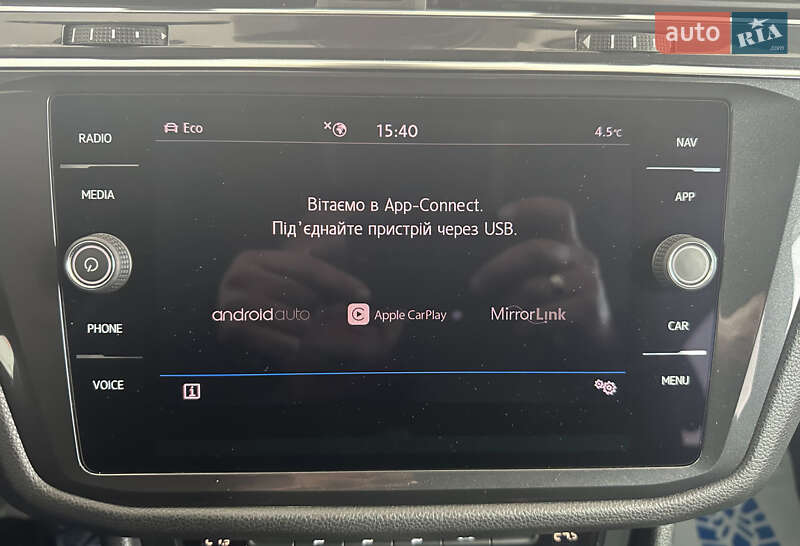 auto RIA
.com
RADIO
MEDIA
PHONE
VOICE
Eco
15:40
4.5°C
Вітаємо в App-Connect.
Під'єднайте пристрій через USB.
androidauto
Apple CarPlay
MirrorLink
NAV
APP
CAR
MENU